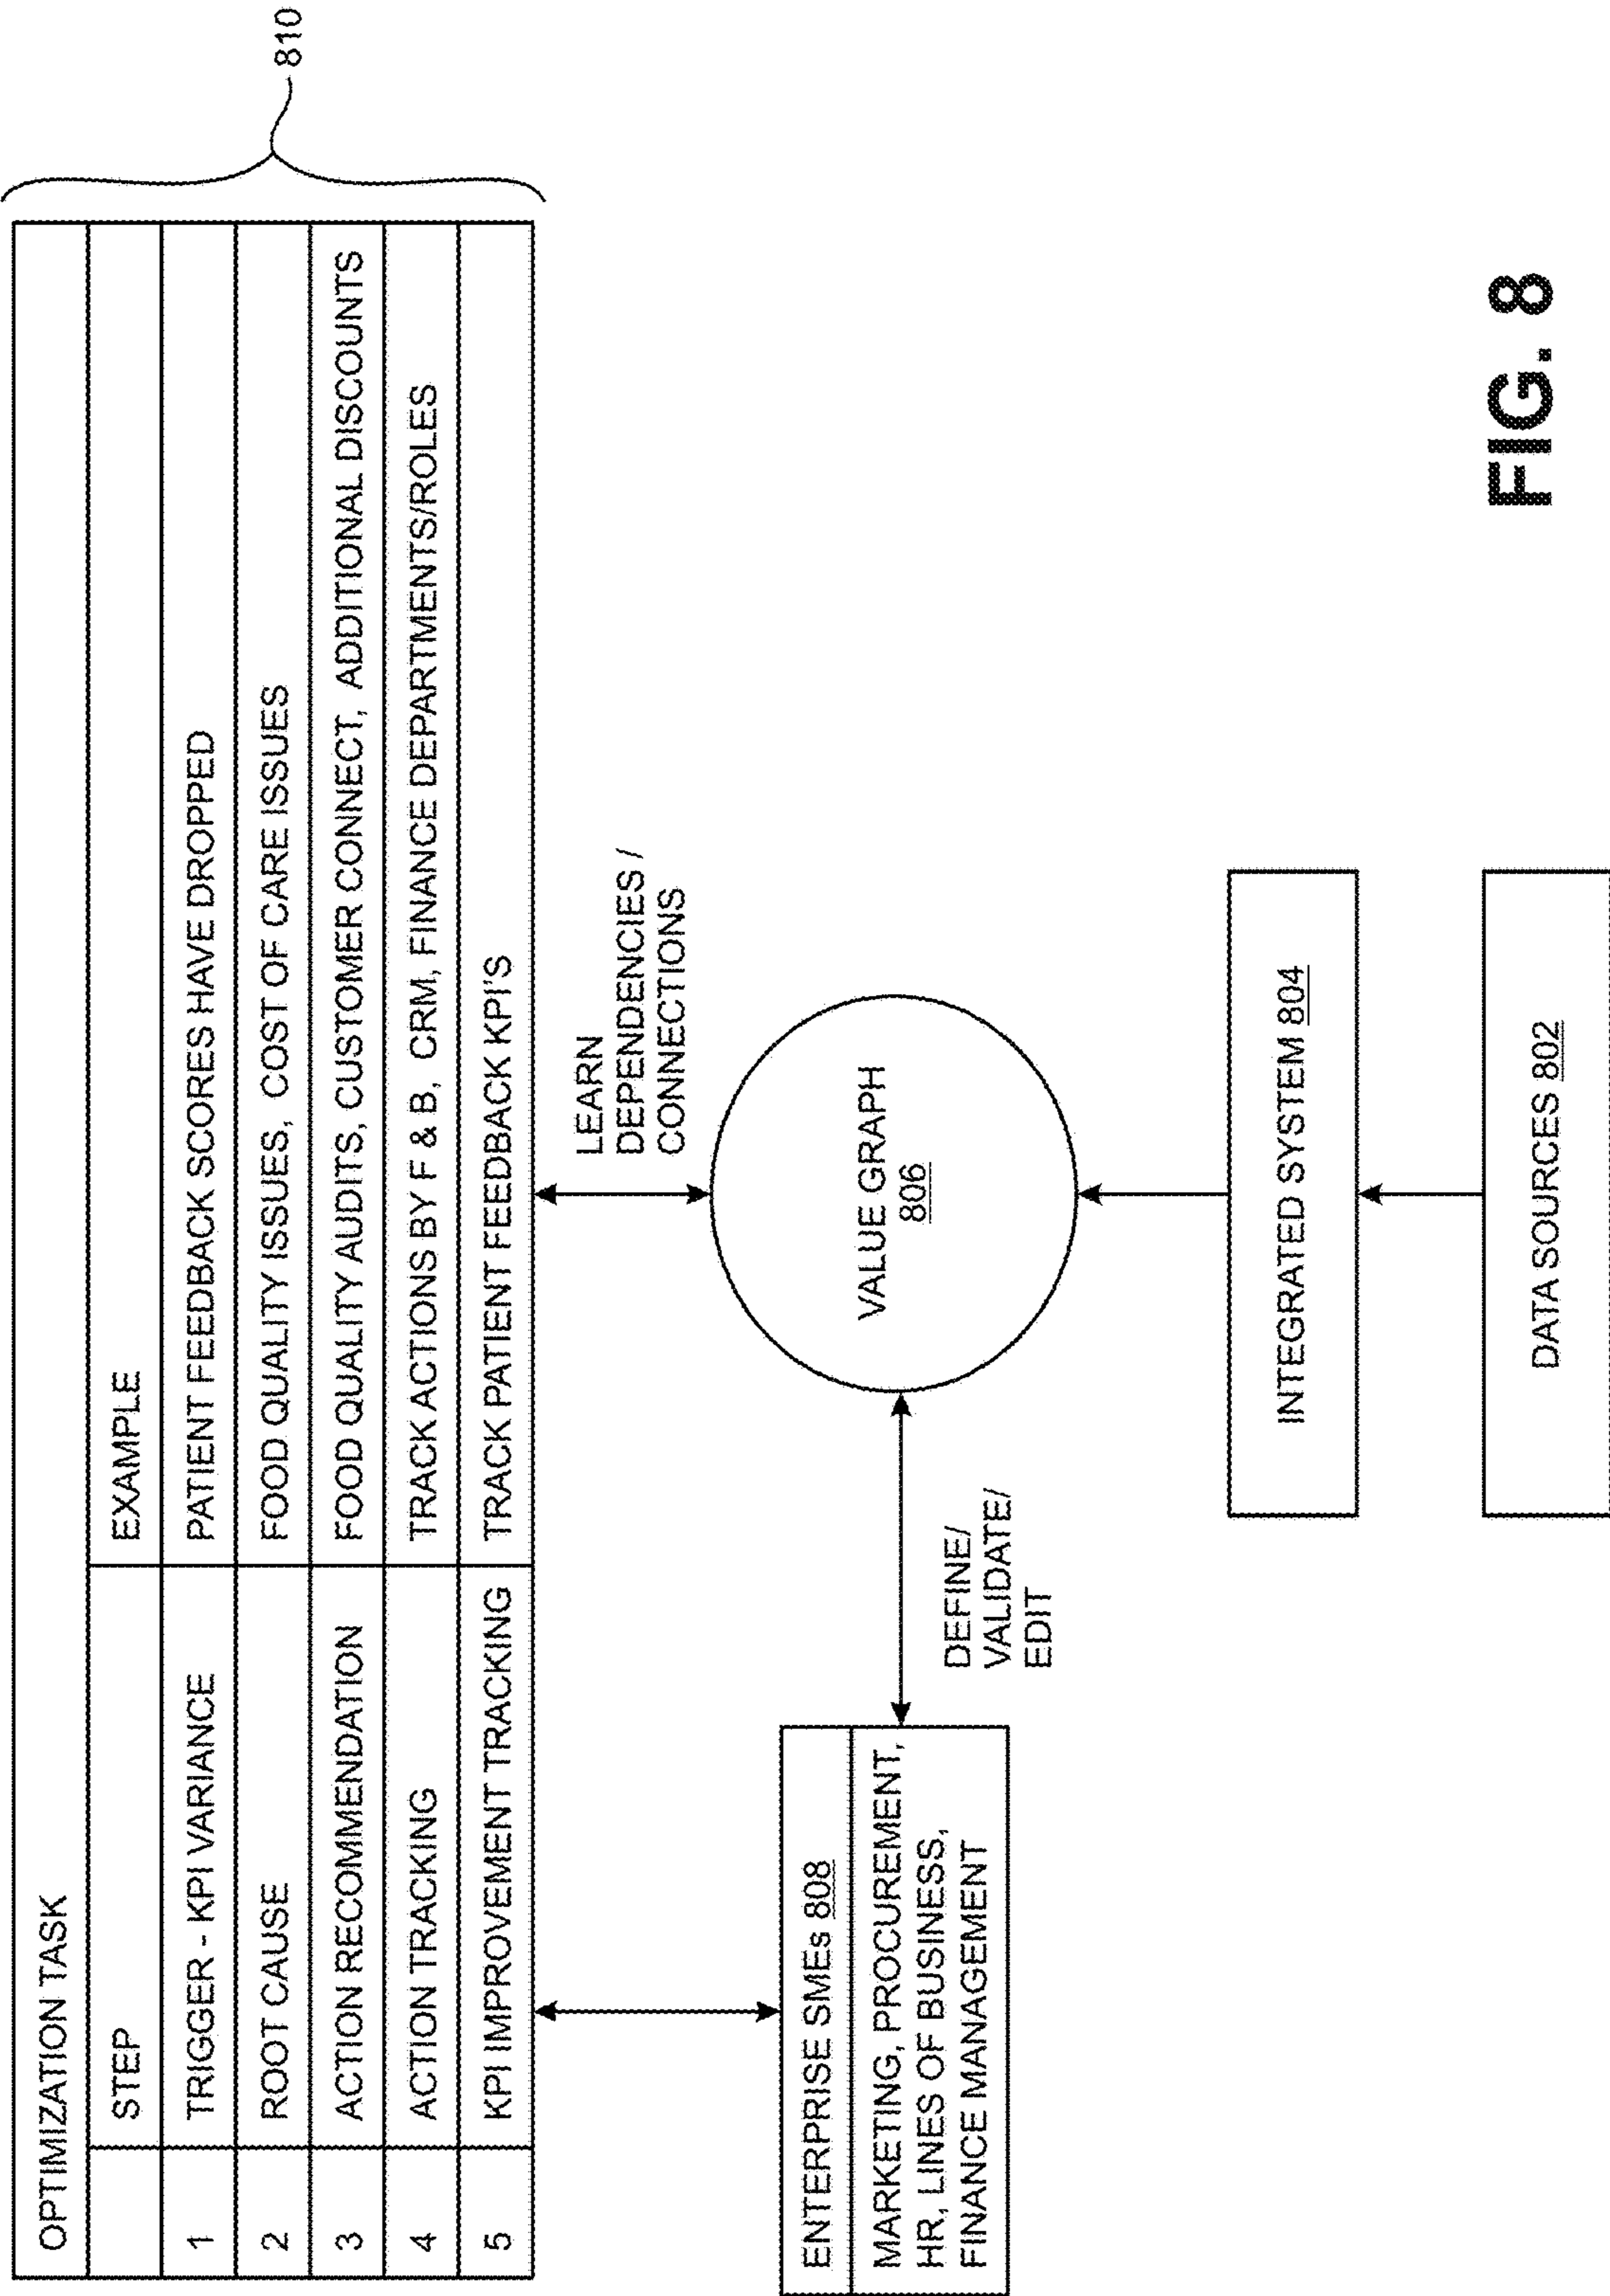 OPTIMIZATION TASK
STEP EXAMPLE
1 TRIGGER - KPI VARIANCE PATIENT FEEDBACK SCORES HAVE DROPPED
2 ROOT CAUSE FOOD QUALITY ISSUES, COST OF CARE ISSUES
3 ACTION RECOMMENDATION FOOD QUALITY AUDITS, CUSTOMER CONNECT, ADDITIONAL DISCOUNTS
4 ACTION TRACKING TRACK ACTIONS BY F & B, CRM, FINANCE DEPARTMENTS/ROLES
5 KPI IMPROVEMENT TRACKING TRACK PATIENT FEEDBACK KPI'S
810
LEARN
DEPENDENCIES /
CONNECTIONS
ENTERPRISE SMEs 808
MARKETING, PROCUREMENT,
HR, LINES OF BUSINESS,
FINANCE MANAGEMENT
DEFINE/
VALIDATE/
EDIT
VALUE GRAPH
806
INTEGRATED SYSTEM 804
DATA SOURCES 802
FIG. 8